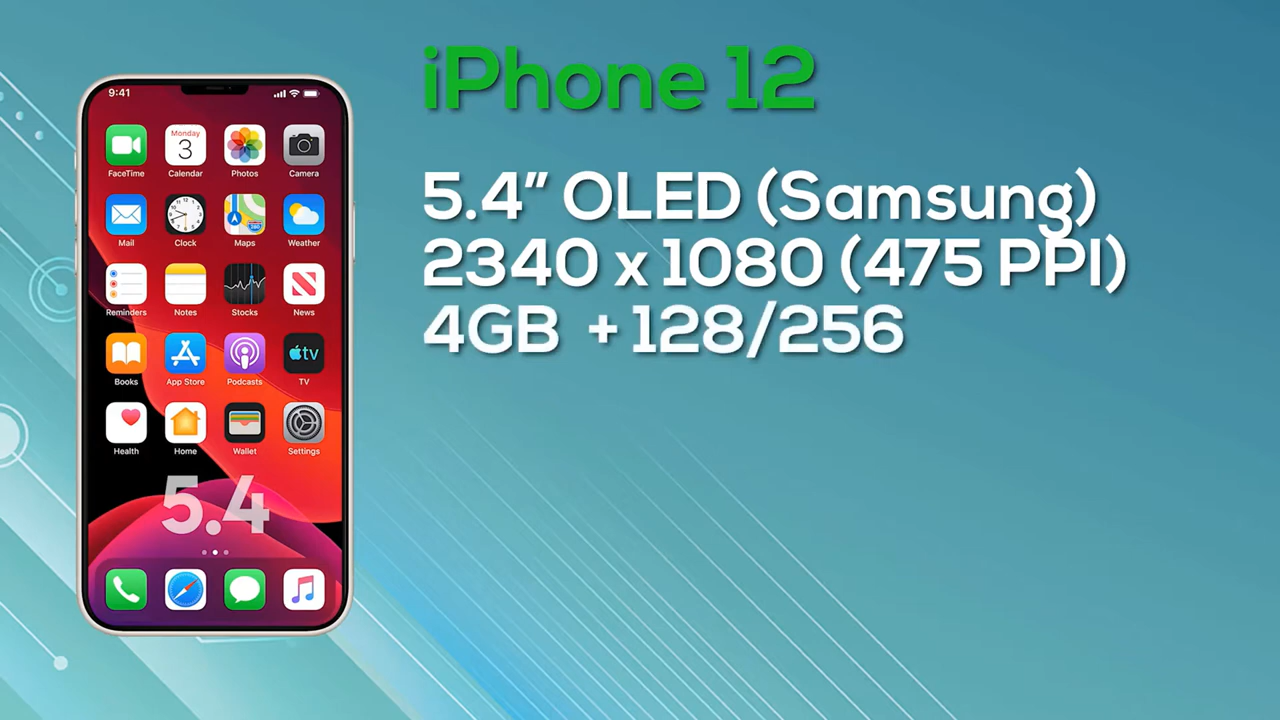 iPhone 12
5.4” OLED (Samsung)
2340 x 1080 (475 PPI)
4GB + 128/256
9:41
Monday
3
FaceTime Calendar Photos Camera
280
Mail Clock Maps Weather
Reminders Notes Stocks News
tv
Books App Store Podcasts TV
Health Home Wallet Settings
5.4